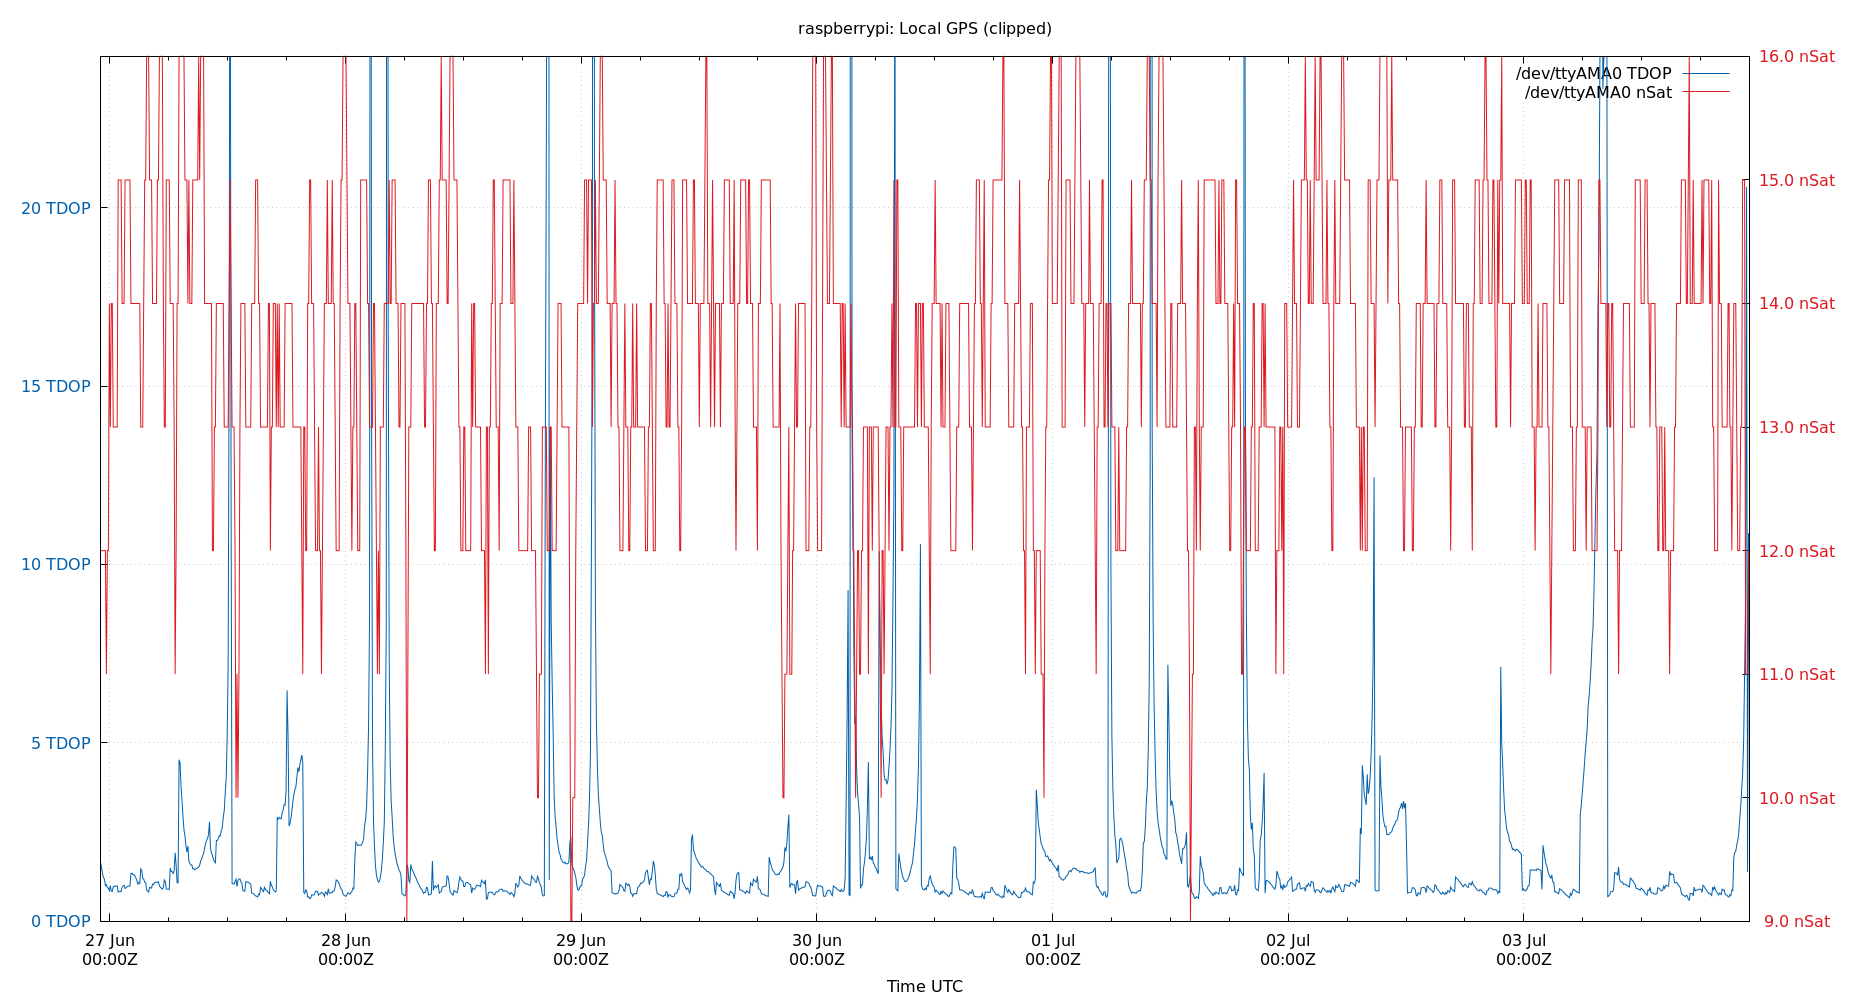 raspberrypi: Local GPS (clipped)
16.0 nSat
/dev/ttyAMA0 TDOP
/dev/ttyAMA0 nSat
15.0 nSat
20 TDOP
14.0 nSat
15 TDOP
13.0 nSat
12.0 nSat
10 TDOP
11.0 nSat
5 TDOP
10.0 nSat
0 TDOP
9.0 nSat
27 Jun 28 Jun 29 Jun 30 Jun 01 Jul 02 Jul 03 Jul
00:00Z 00:00Z 00:00Z 00:00Z 00:00Z 00:00Z 00:00Z
Time UTC